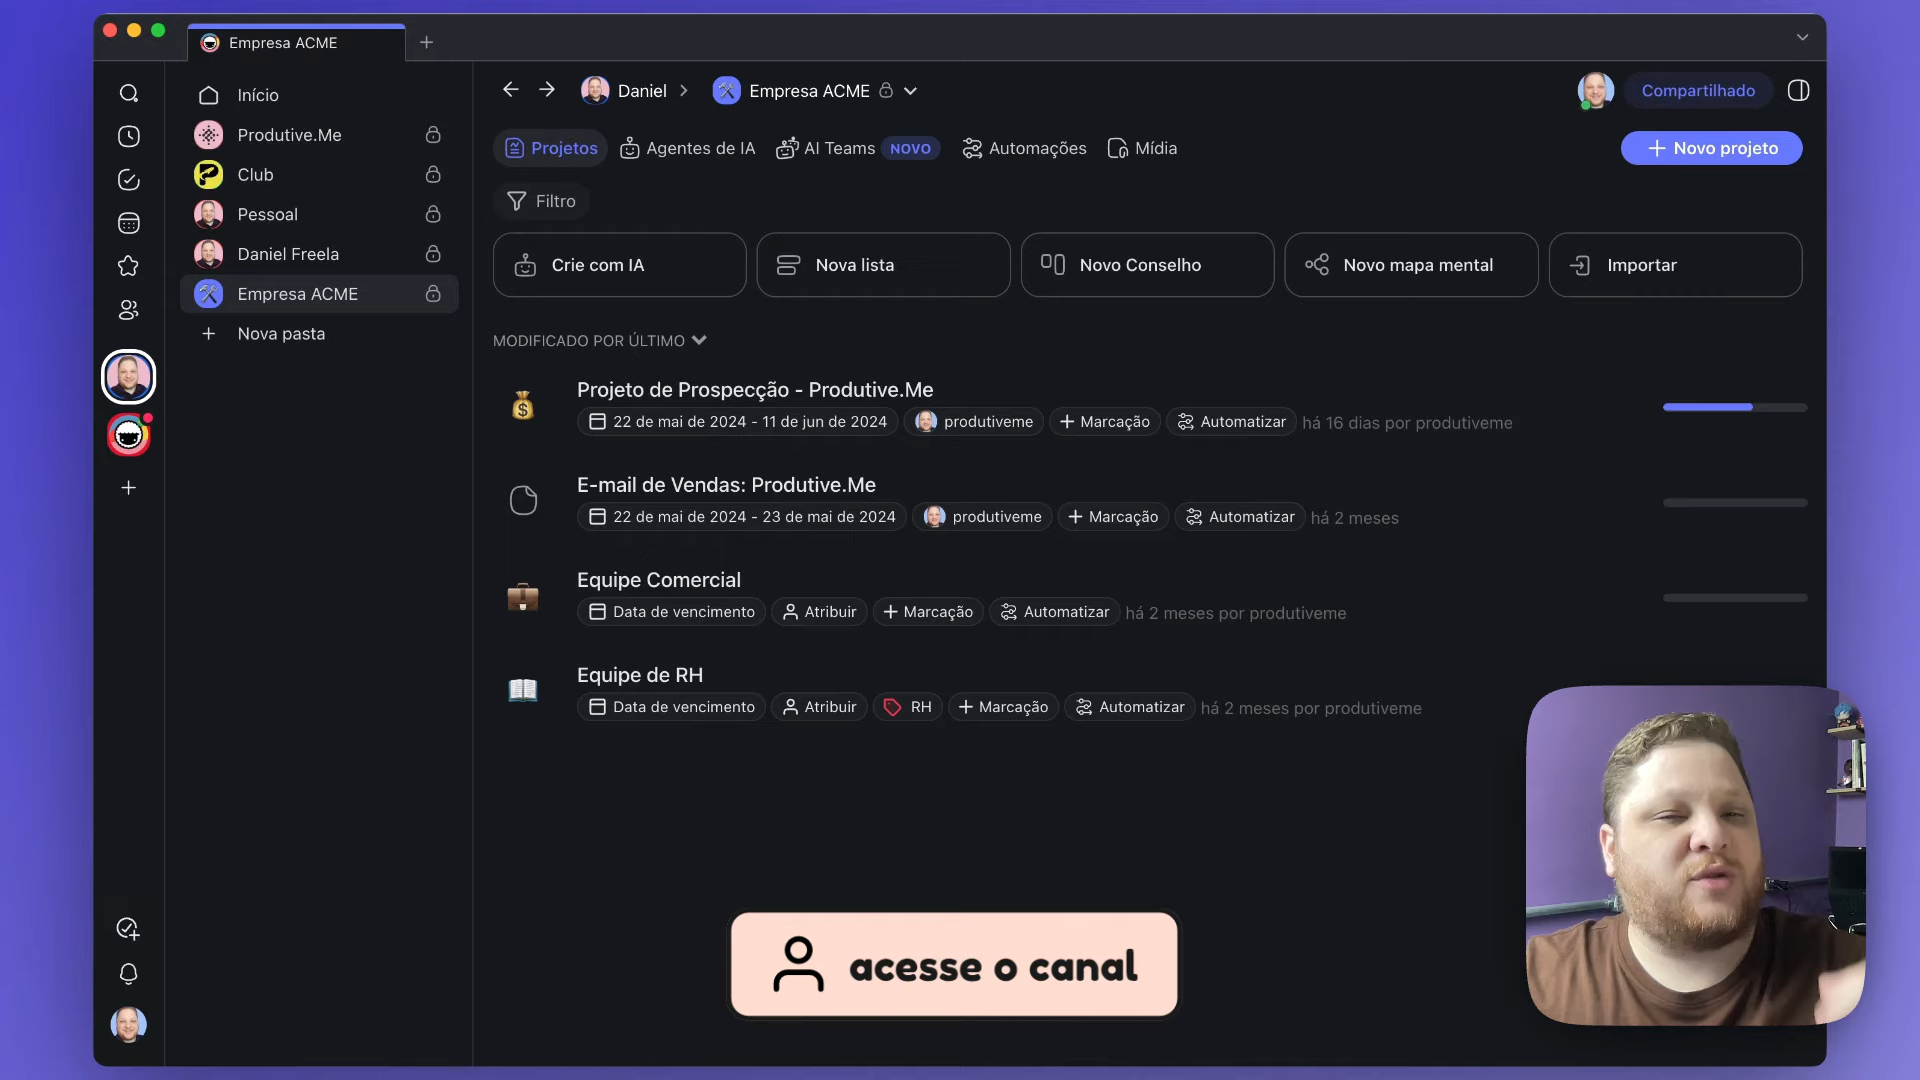 Empresa ACME
Início
Produtive.Me
Club
Pessoal
Daniel Freela
Empresa ACME
Nova pasta
Daniel
Empresa ACME
Compartilhado
Projetos
Agentes de IA
AI Teams NOVO
Automações
Mídia
Novo projeto
Filtro
Crie com IA
Nova lista
Novo Conselho
Novo mapa mental
Importar
MODIFICADO POR ÚLTIMO
Projeto de Prospecção - Produtive.Me
22 de mai de 2024 - 11 de jun de 2024 produtiveme + Marcação Automatizar há 16 dias por produtiveme
E-mail de Vendas: Produtive.Me
22 de mai de 2024 - 23 de mai de 2024 produtiveme + Marcação Automatizar há 2 meses
Equipe Comercial
Data de vencimento Atribuir + Marcação Automatizar há 2 meses por produtiveme
Equipe de RH
Data de vencimento Atribuir RH + Marcação Automatizar há 2 meses por produtiveme
acesse o canal